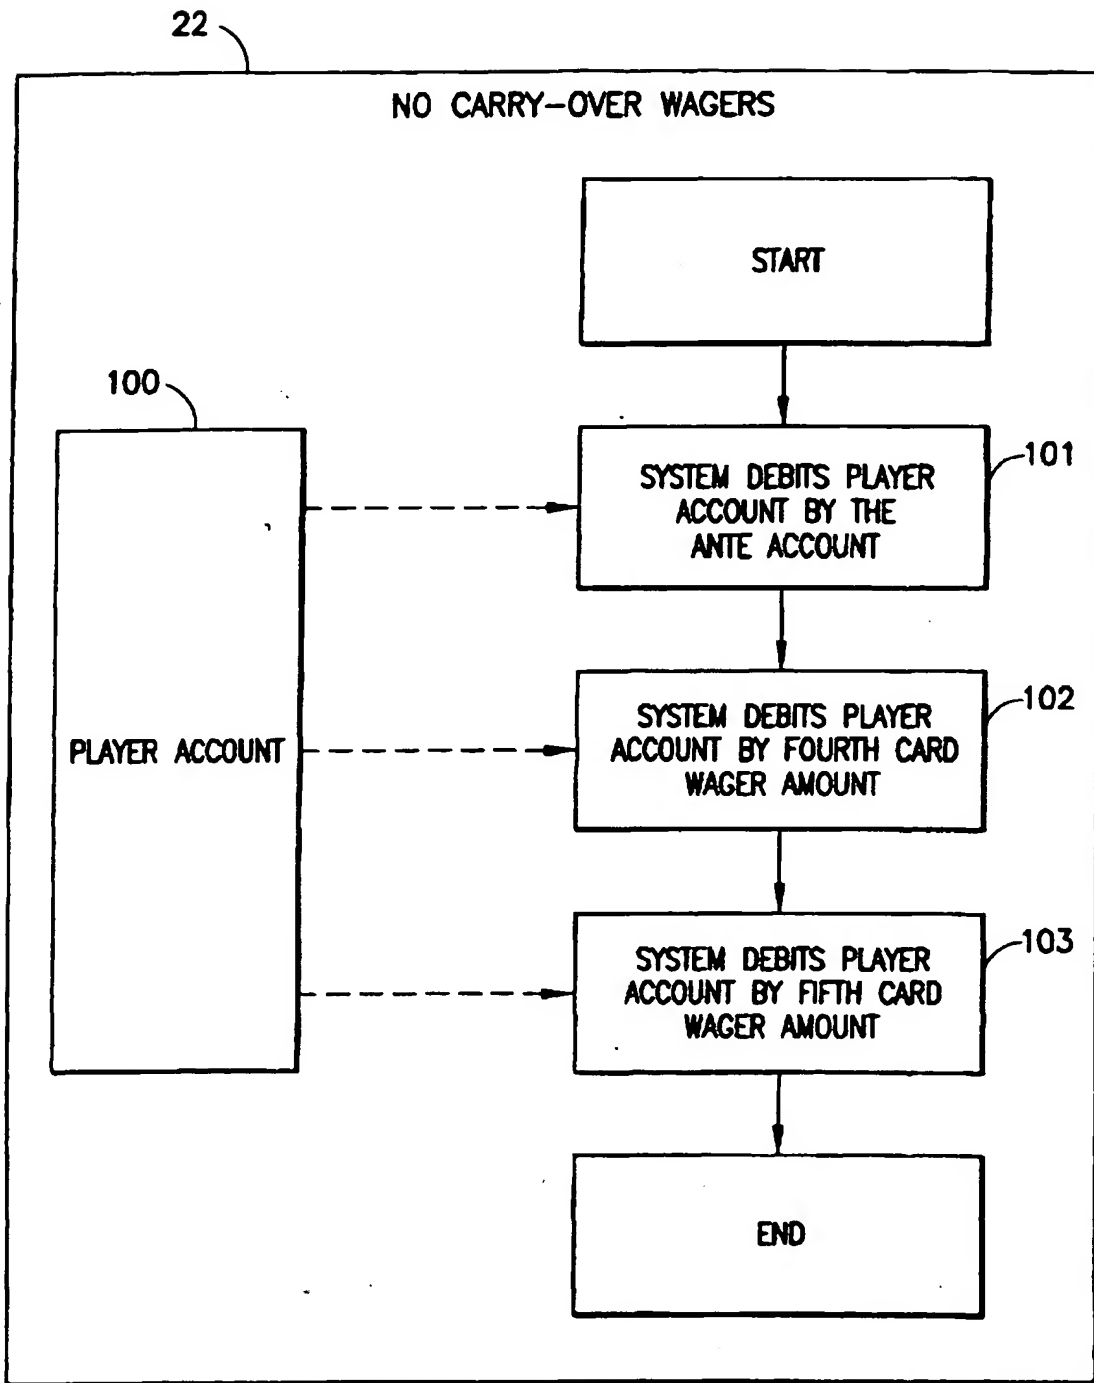 22
NO CARRY-OVER WAGERS
START
100
101
SYSTEM DEBITS PLAYER
ACCOUNT BY THE
ANTE ACCOUNT
102
SYSTEM DEBITS PLAYER
ACCOUNT BY FOURTH CARD
WAGER AMOUNT
PLAYER ACCOUNT
103
SYSTEM DEBITS PLAYER
ACCOUNT BY FIFTH CARD
WAGER AMOUNT
END